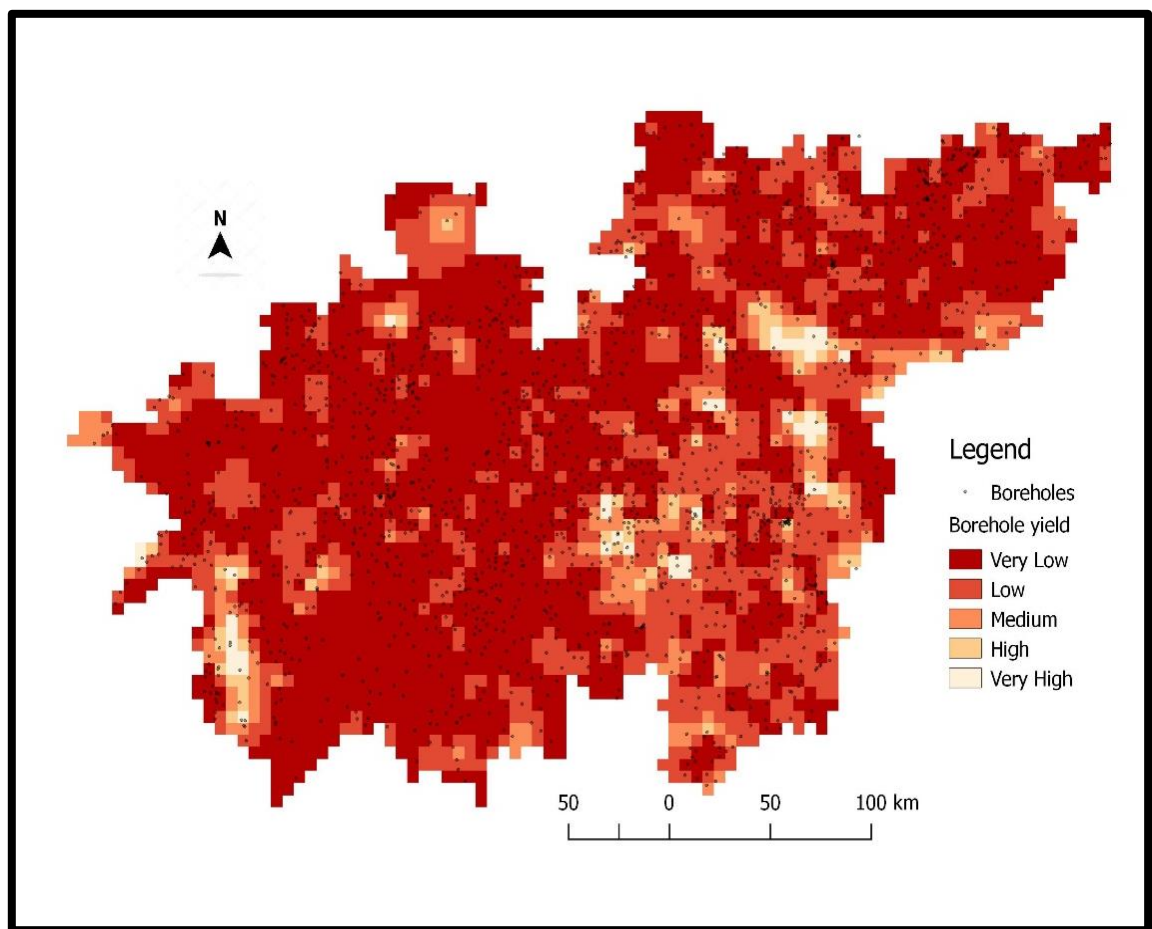 N
Legend
Boreholes
Borehole yield
Very Low
Low
Medium
High
Very High
50 0 50 100 km